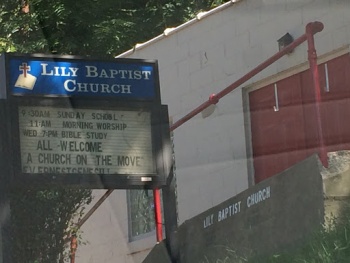 LILY BAPTIST
CHURCH
9:30AM SUNDAY SCHOOL
11AM MORNING WORSHIP
WED 7PM BIBLE STUDY
ALL WELCOME
"A CHURCH ON THE MOVE"
LILY BAPTIST CHURCH